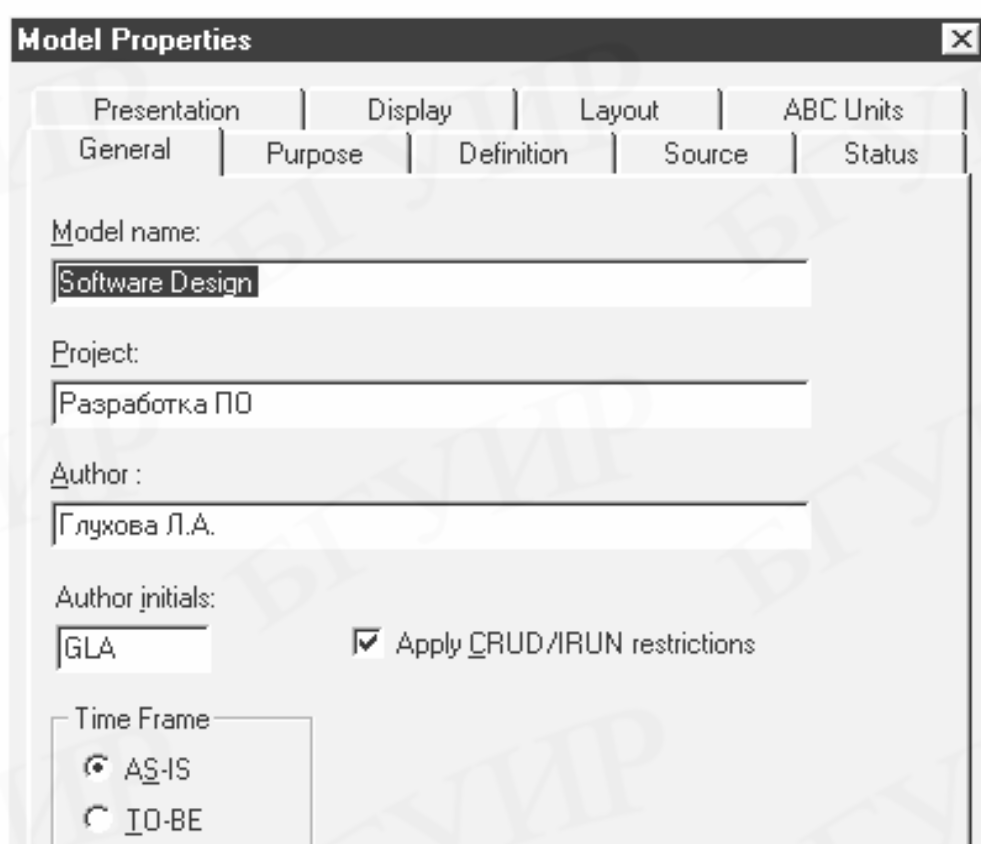 Model Properties
Presentation Display Layout ABC Units
General Purpose Definition Source Status
Model name:
Software Design
Project:
Разработка ПО
Author :
Глухова Л.А.
Author initials:
GLA Apply CRUD/IRUN restrictions
Time Frame
AS-IS
TO-BE
БГУИР